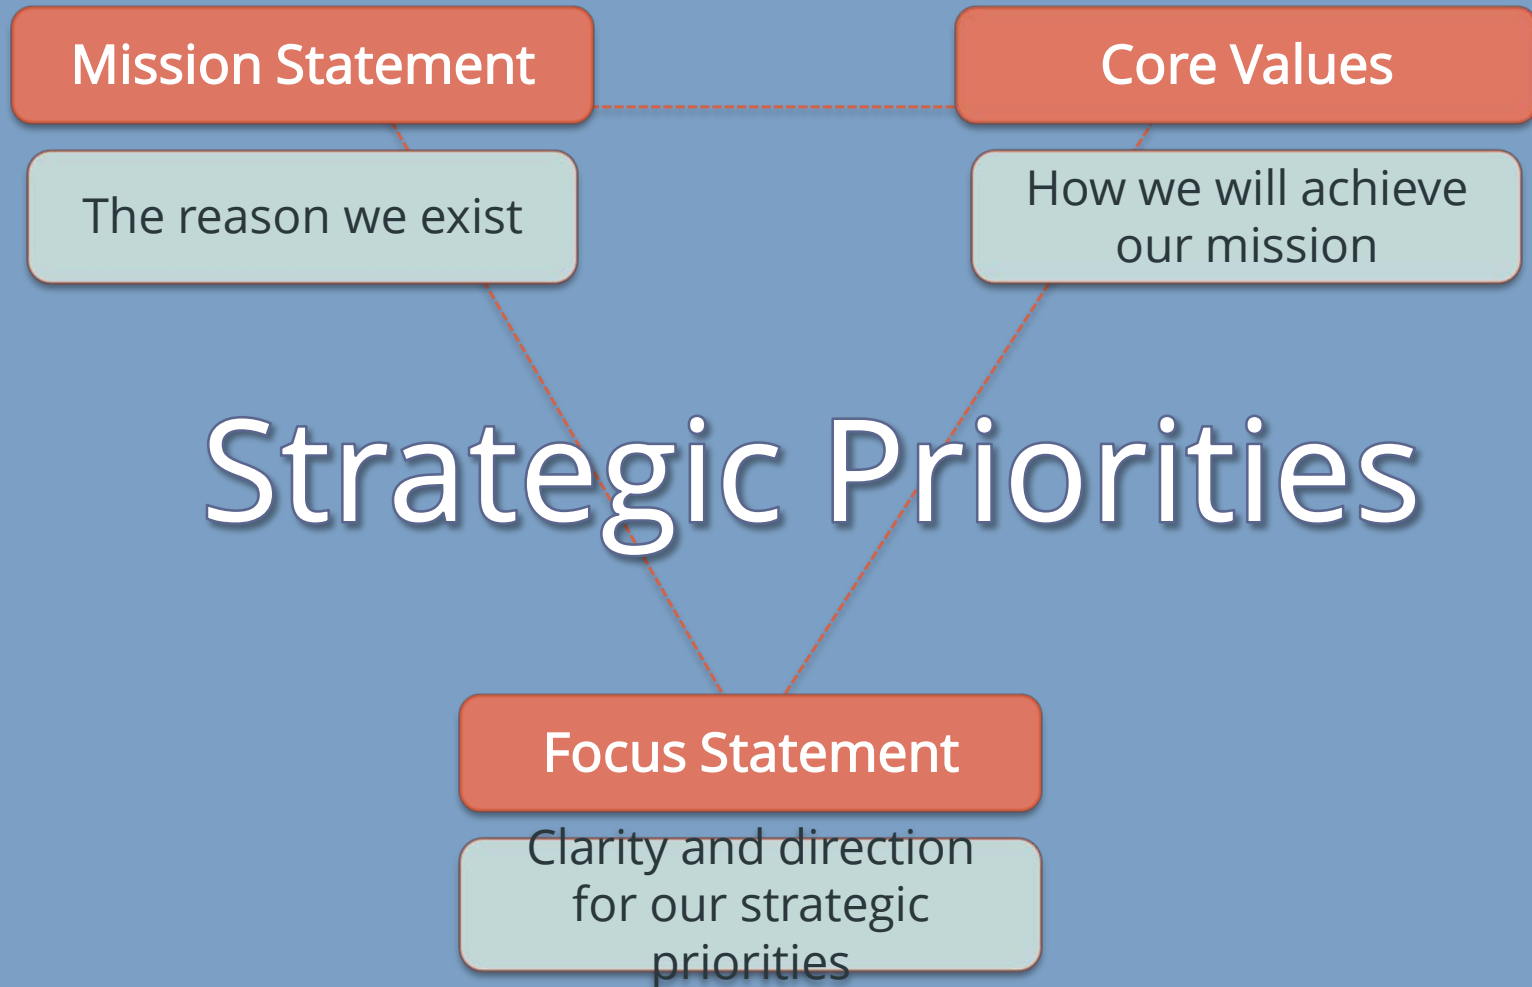 Mission Statement
Core Values
The reason we exist
How we will achieve
our mission
Strategic Priorities
Focus Statement
Clarity and direction
for our strategic
priorities